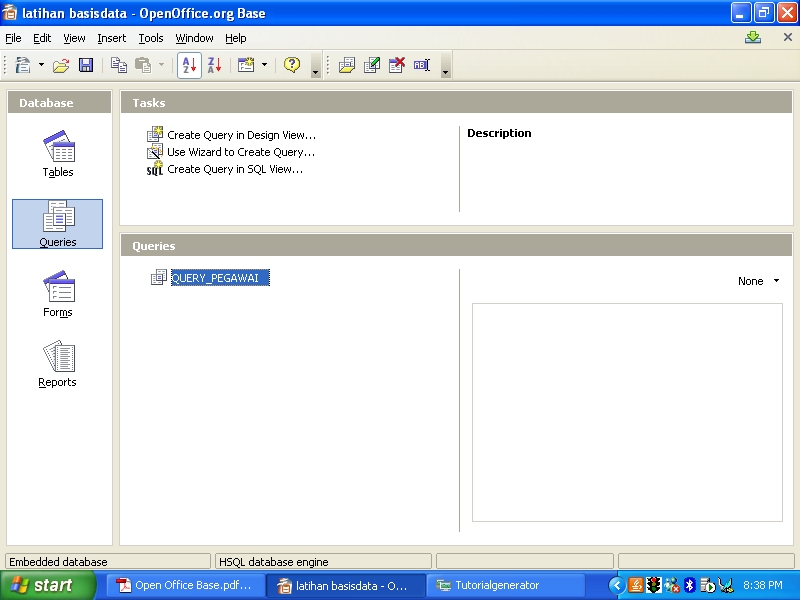 latihan basisdata - OpenOffice.org Base
File Edit View Insert Tools Window Help
Database
Tables
Queries
Forms
Reports
Tasks
Create Query in Design View...
Use Wizard to Create Query...
SQL Create Query in SQL View...
Description
Queries
QUERY_PEGAWAI
None
Embedded database
HSQL database engine
start
Open Office Base.pdf...
latihan basisdata - O...
Tutorialgenerator
8:38 PM